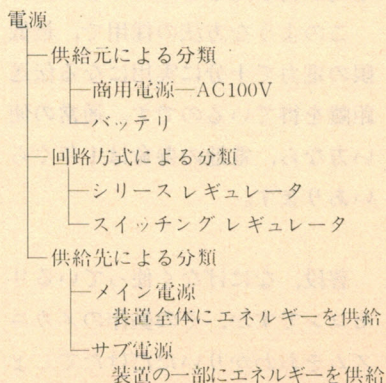 電源
供給元による分類
商用電源—AC100V
バッテリ
回路方式による分類
シリース レギュレータ
スイッチング レギュレータ
供給先による分類
メイン電源
装置全体にエネルギーを供給
サブ電源
装置の一部にエネルギーを供給